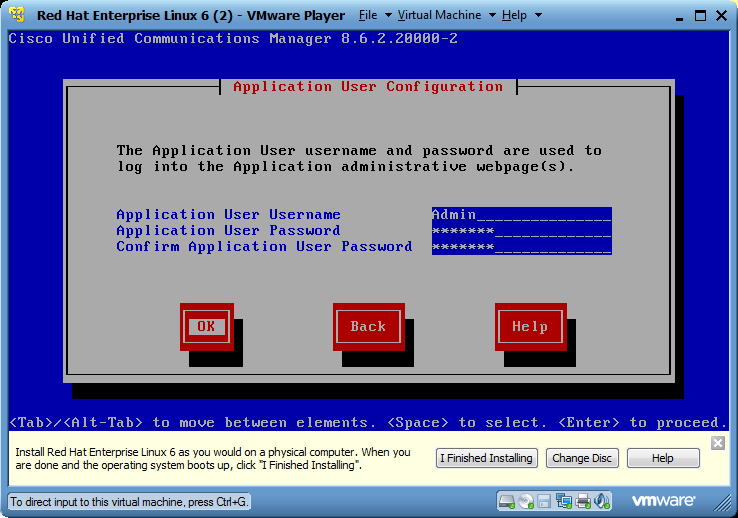 Red Hat Enterprise Linux 6 (2) - VMware Player File Virtual Machine Help
Cisco Unified Communications Manager 8.6.2.20000-2
Application User Configuration
The Application User username and password are used to
log into the Application administrative webpage(s).
Application User Username Admin_______________
Application User Password *******_____________
Confirm Application User Password *******_____________
OK Back Help
<Tab>/<Alt-Tab> to move between elements. <Space> to select. <Enter> to proceed.
Install Red Hat Enterprise Linux 6 as you would on a physical computer. When you
are done and the operating system boots up, click "I Finished Installing".
I Finished Installing Change Disc Help
To direct input to this virtual machine, press Ctrl+G.
vmware